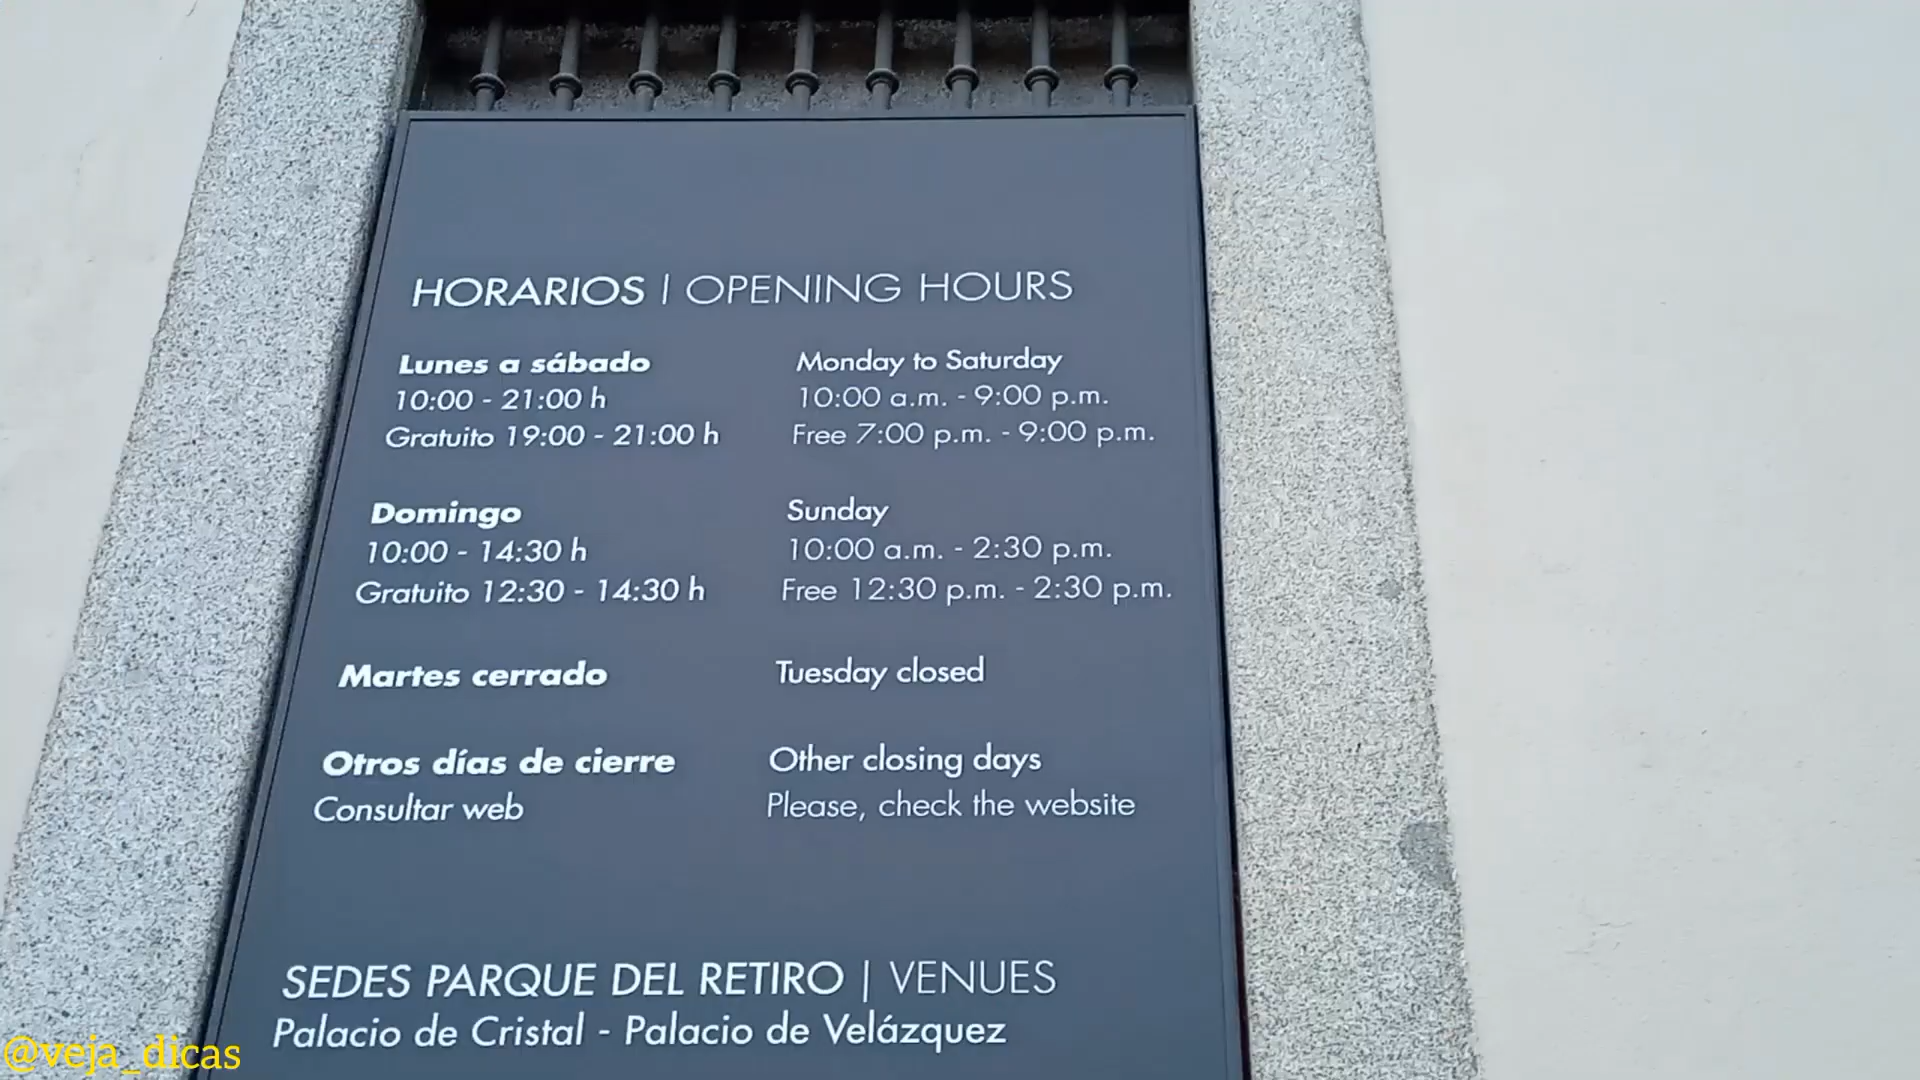 HORARIOS | OPENING HOURS
Lunes a sábado
10:00 - 21:00 h
Gratuito 19:00 - 21:00 h
Monday to Saturday
10:00 a.m. - 9:00 p.m.
Free 7:00 p.m. - 9:00 p.m.
Domingo
10:00 - 14:30 h
Gratuito 12:30 - 14:30 h
Sunday
10:00 a.m. - 2:30 p.m.
Free 12:30 p.m. - 2:30 p.m.
Martes cerrado
Tuesday closed
Otros días de cierre
Consultar web
Other closing days
Please, check the website
SEDES PARQUE DEL RETIRO | VENUES
Palacio de Cristal - Palacio de Velázquez
@veja_dicas